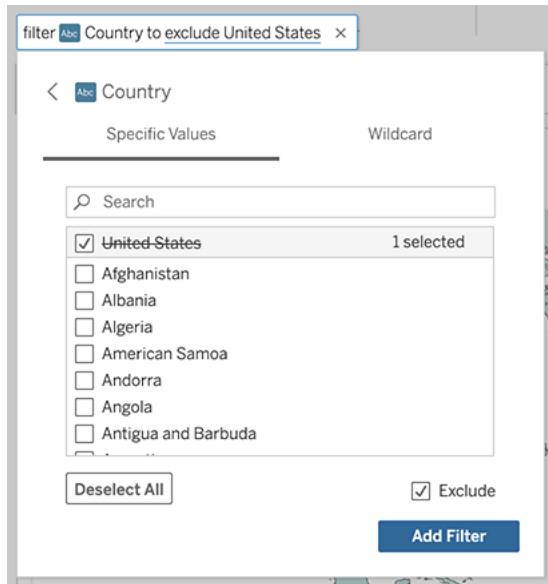 filter Abc Country to exclude United States ×
Abc Country
Specific Values Wildcard
Search
United States 1 selected
Afghanistan
Albania
Algeria
American Samoa
Andorra
Angola
Antigua and Barbuda
Deselect All Exclude
Add Filter